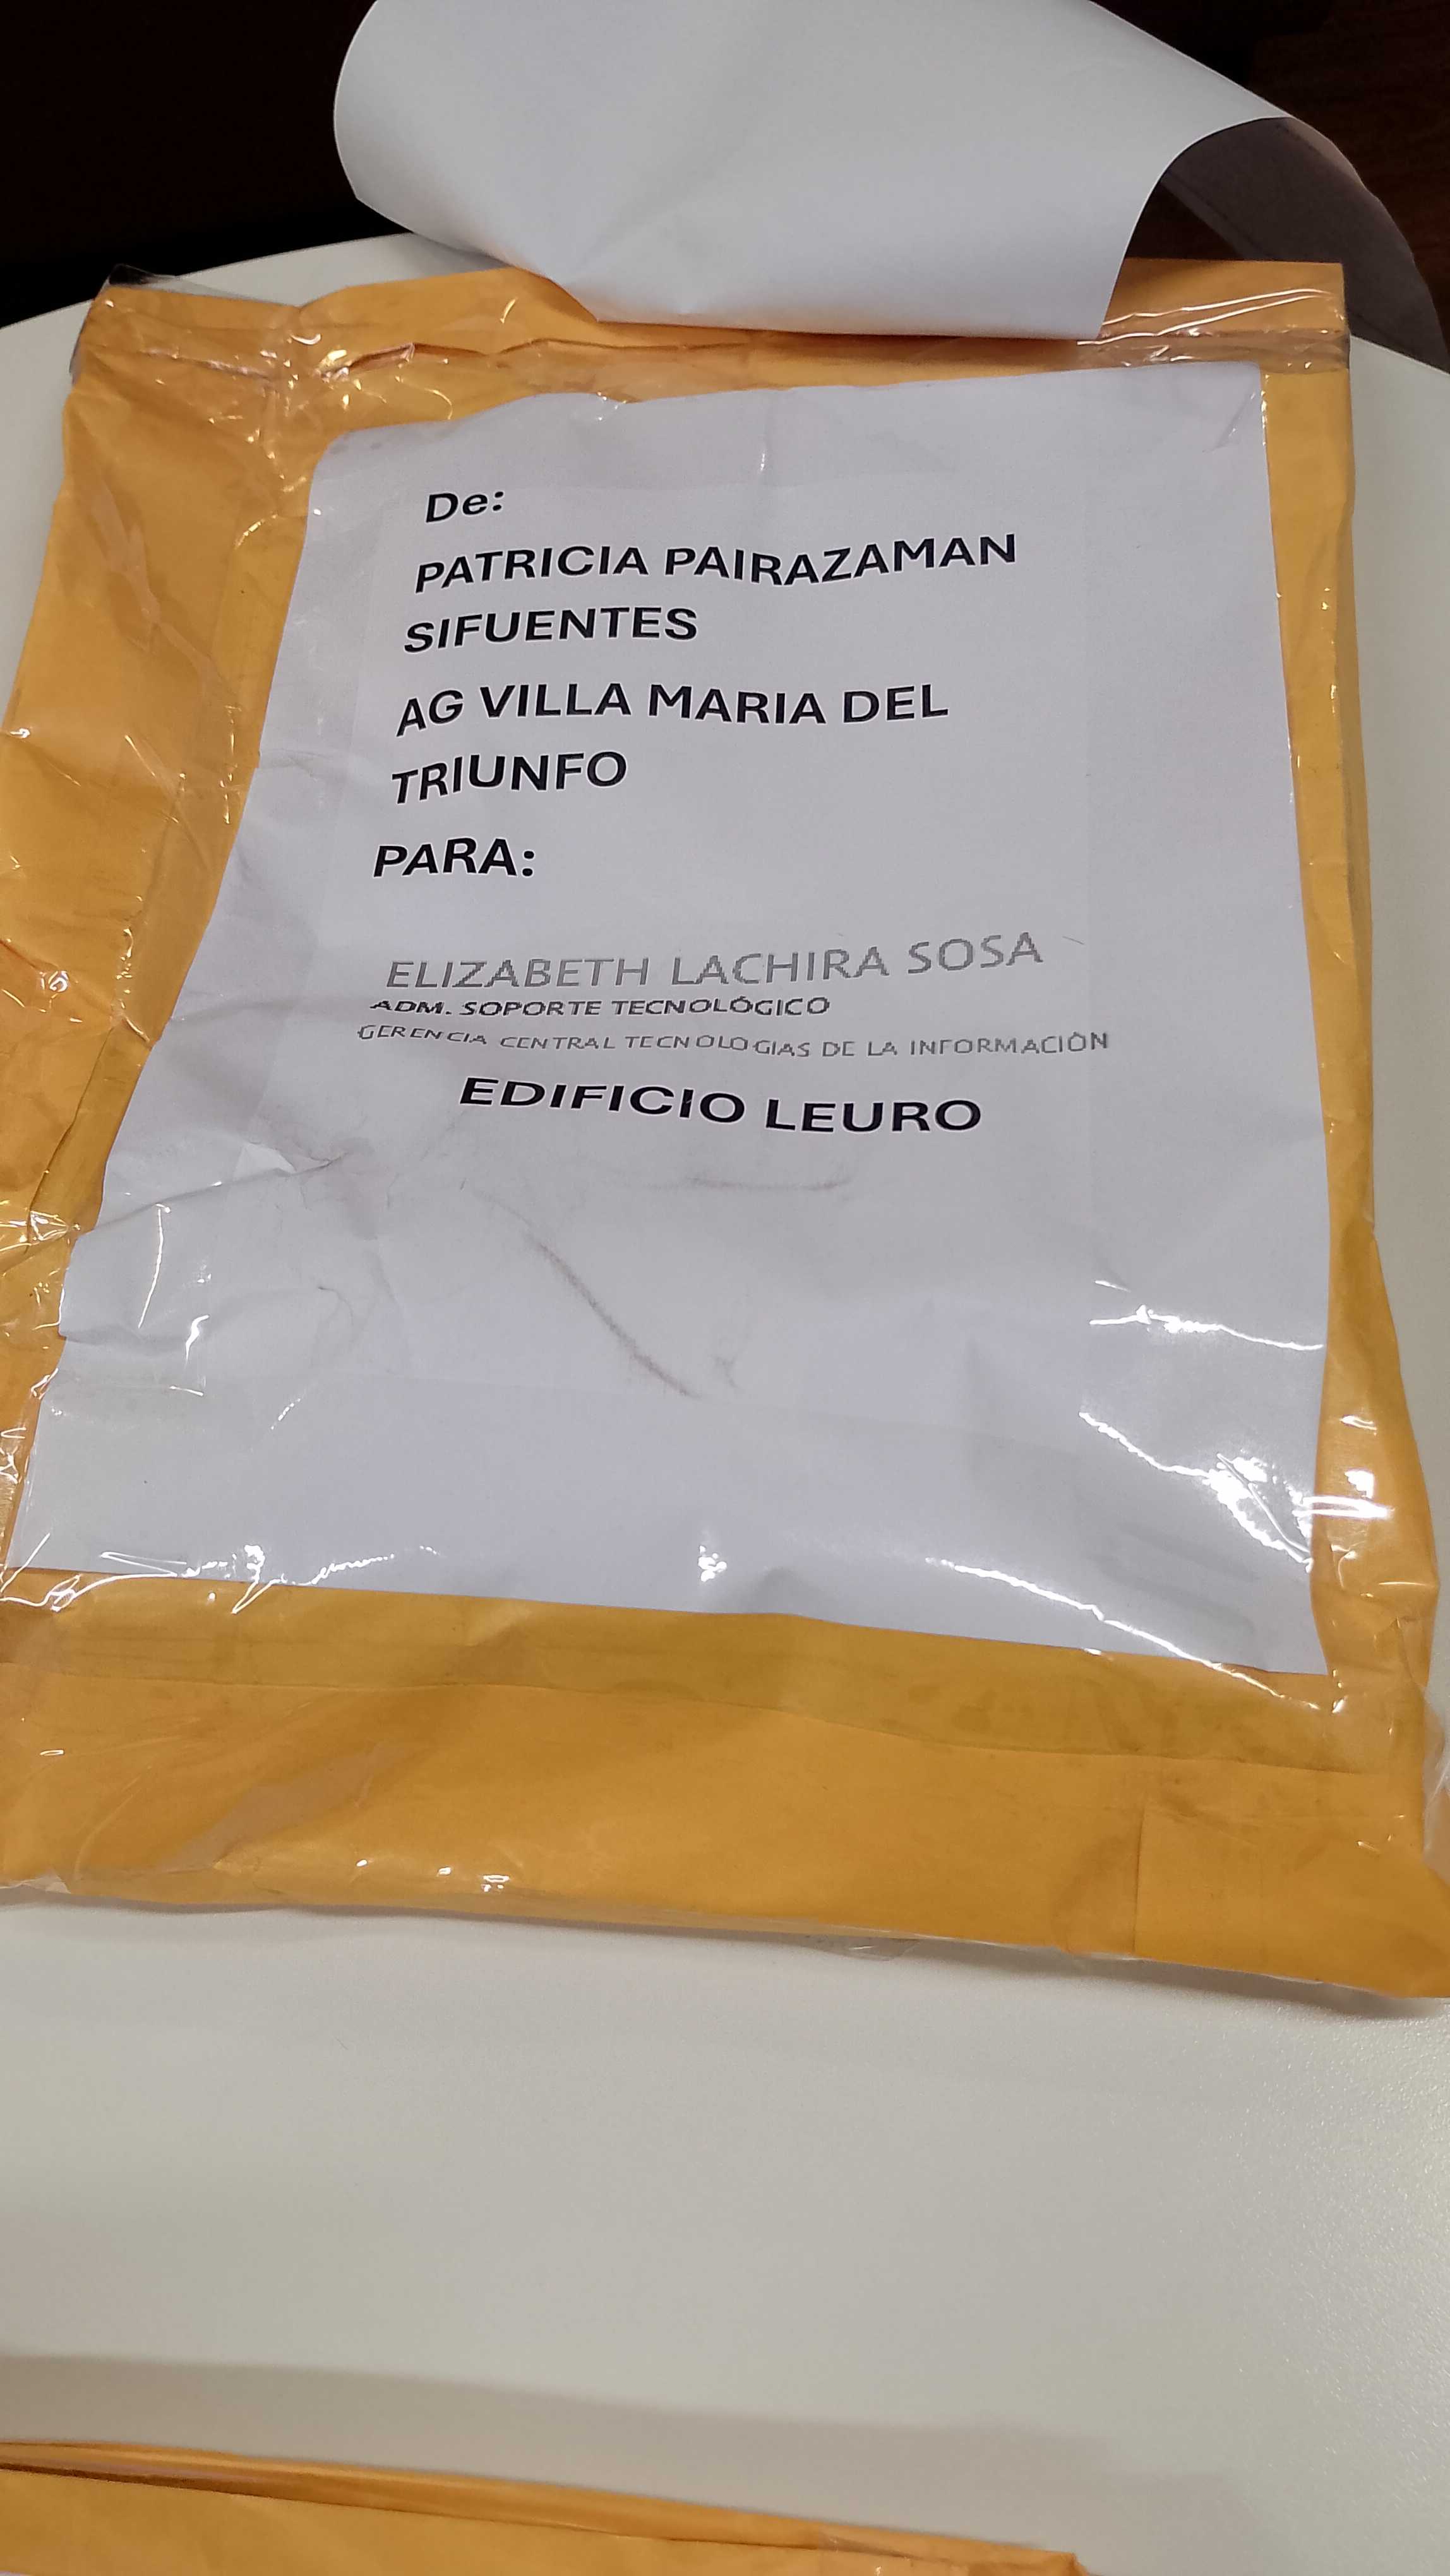 De:
PATRICIA PAIRAZAMAN
SIFUENTES
AG VILLA MARIA DEL
TRIUNFO
PARA:
ELIZABETH LACHIRA SOSA
ADM. SOPORTE TECNOLÓGICO
GERENCIA CENTRAL TECNOLOGIAS DE LA INFORMACIÓN
EDIFICIO LEURO